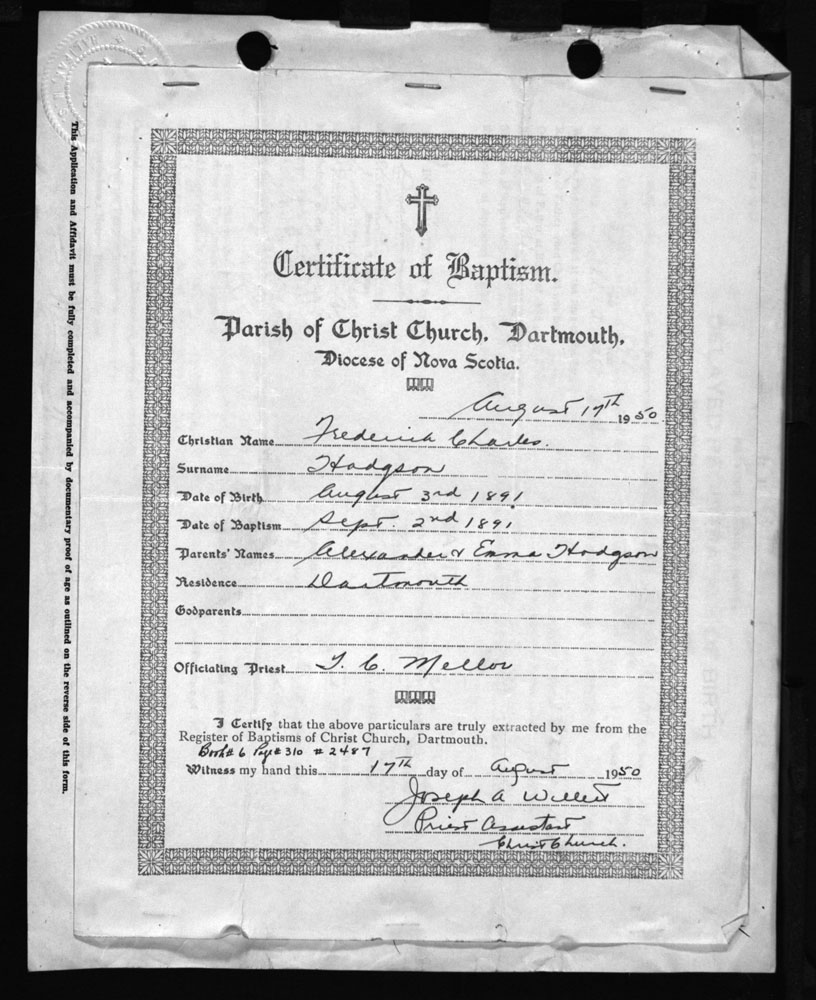 Certificate of Baptism.
Parish of Christ Church, Dartmouth,
Diocese of Nova Scotia.
August 17th 1950
Christian Name Frederick Charles.
Surname Hodgson
Date of Birth August 3rd 1891
Date of Baptism Sept. 2nd 1891
Parents' Names Alexander & Emma Hodgson
Residence Dartmouth
Godparents
Officiating Priest T. C. Mellor
I Certify that the above particulars are truly extracted by me from the
Register of Baptisms of Christ Church, Dartmouth.
Book # 6 Page # 310 # 2487
Witness my hand this 17th day of August 1950
Joseph A Willet
Priest Assistant
Christ Church.
This Application and Affidavit must be fully completed and accompanied by documentary proof of age as outlined on the reverse side of this form.